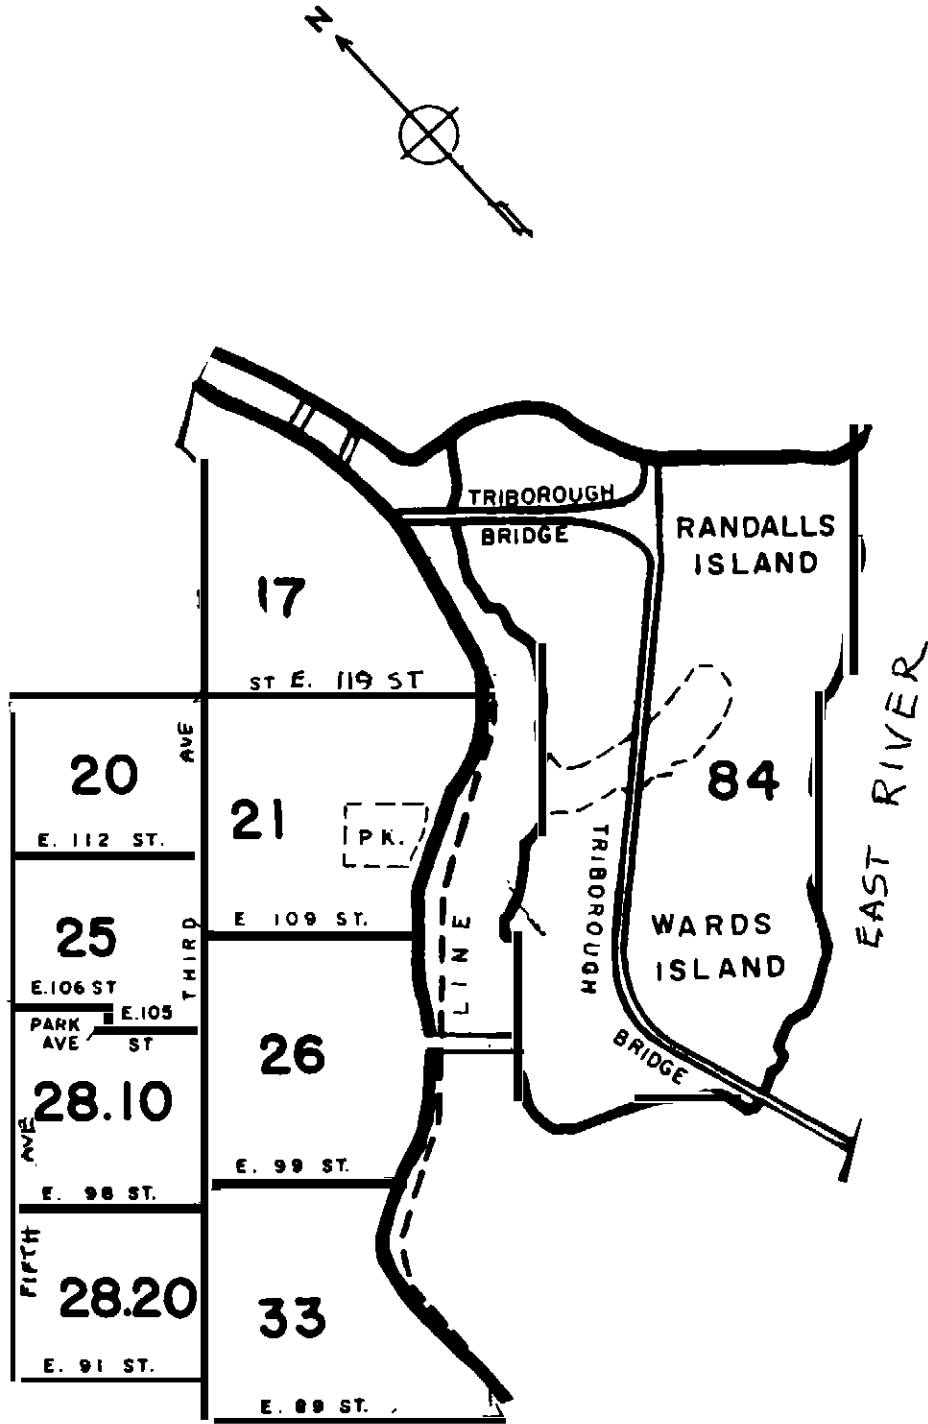 N
TRIBOROUGH
BRIDGE
RANDALLS
ISLAND
17
ST E. 119 ST
AVE
20
21
PK.
84
EAST RIVER
E. 112 ST.
TRIBOROUGH
E 109 ST.
25
THIRD
LINE
WARDS
ISLAND
E.106 ST
E.105
ST
PARK
AVE
26
BRIDGE
28.10
AVE
E. 99 ST.
E. 98 ST.
FIFTH
28.20
33
E. 91 ST.
E. 89 ST.